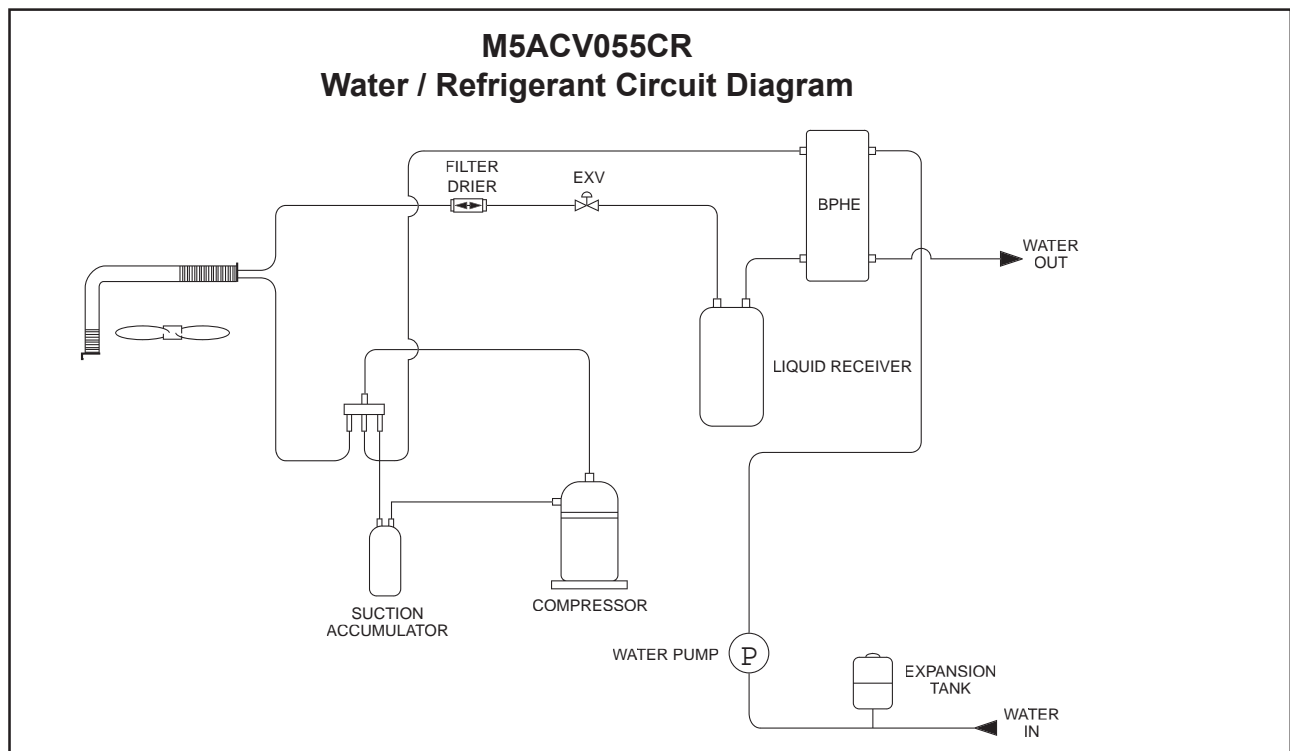 M5ACV055CR
Water / Refrigerant Circuit Diagram
FILTER
DRIER
EXV
BPHE
WATER
OUT
LIQUID RECEIVER
SUCTION
ACCUMULATOR
COMPRESSOR
WATER PUMP
P
EXPANSION
TANK
WATER
IN